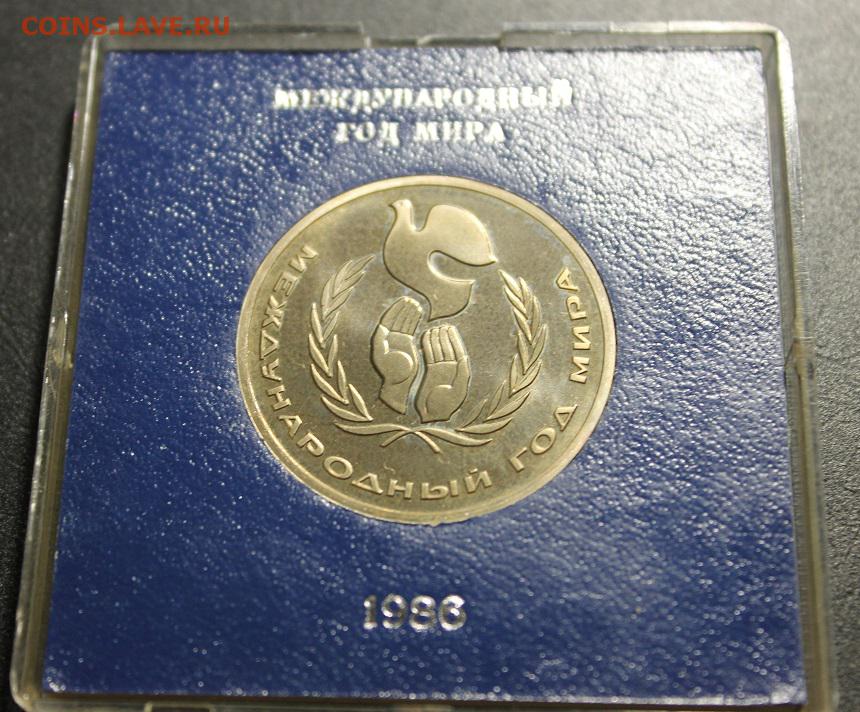 COINS.LAVE.RU
МЕЖДУНАРОДНЫЙ
ГОД МИРА
МЕЖДУНАРОДНЫЙ ГОД МИРА
1986